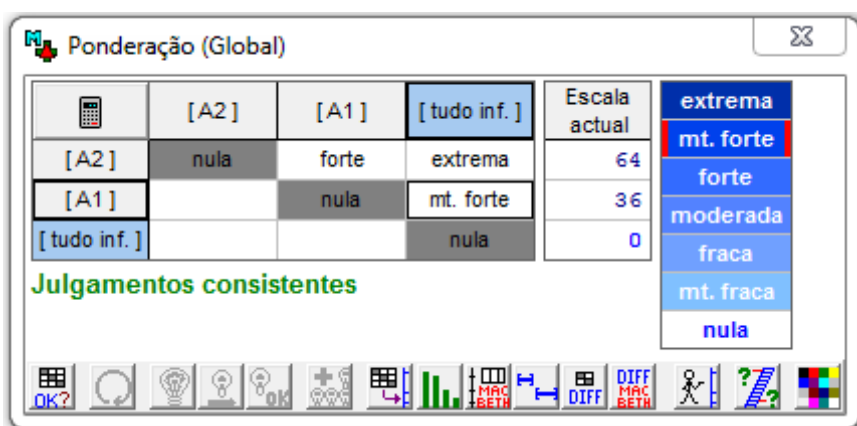 Ponderação (Global)
[ A2 ] [ A1 ] [ tudo inf. ] Escala actual
[ A2 ] nula forte extrema 64
[ A1 ] nula mt. forte 36
[ tudo inf. ] nula 0
Julgamentos consistentes
extrema
mt. forte
forte
moderada
fraca
mt. fraca
nula
OK? OK MAC BETH DIFF DIFF MAC BETH ? ?